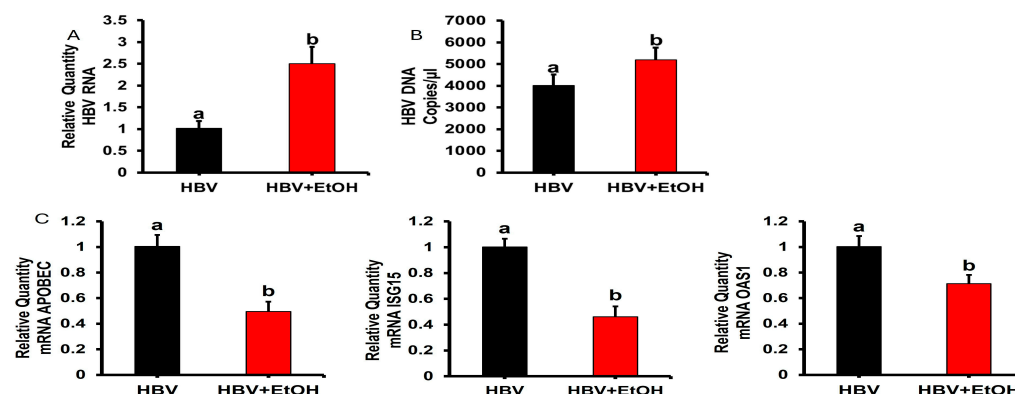 A
Relative Quantity
HBV RNA
3.5
3
2.5
2
1.5
1
0.5
0
a
b
HBV
HBV+EtOH
B
HBV DNA
Copies/µl
7000
6000
5000
4000
3000
2000
1000
0
a
b
HBV
HBV+EtOH
C
Relative Quantity
mRNA APOBEC
1.2
1
0.8
0.6
0.4
0.2
0
a
b
HBV
HBV+EtOH
Relative Quantity
mRNA ISG15
1.2
1
0.8
0.6
0.4
0.2
0
a
b
HBV
HBV+EtOH
Relative Quantity
mRNA OAS1
1.2
1
0.8
0.6
0.4
0.2
0
a
b
HBV
HBV+EtOH